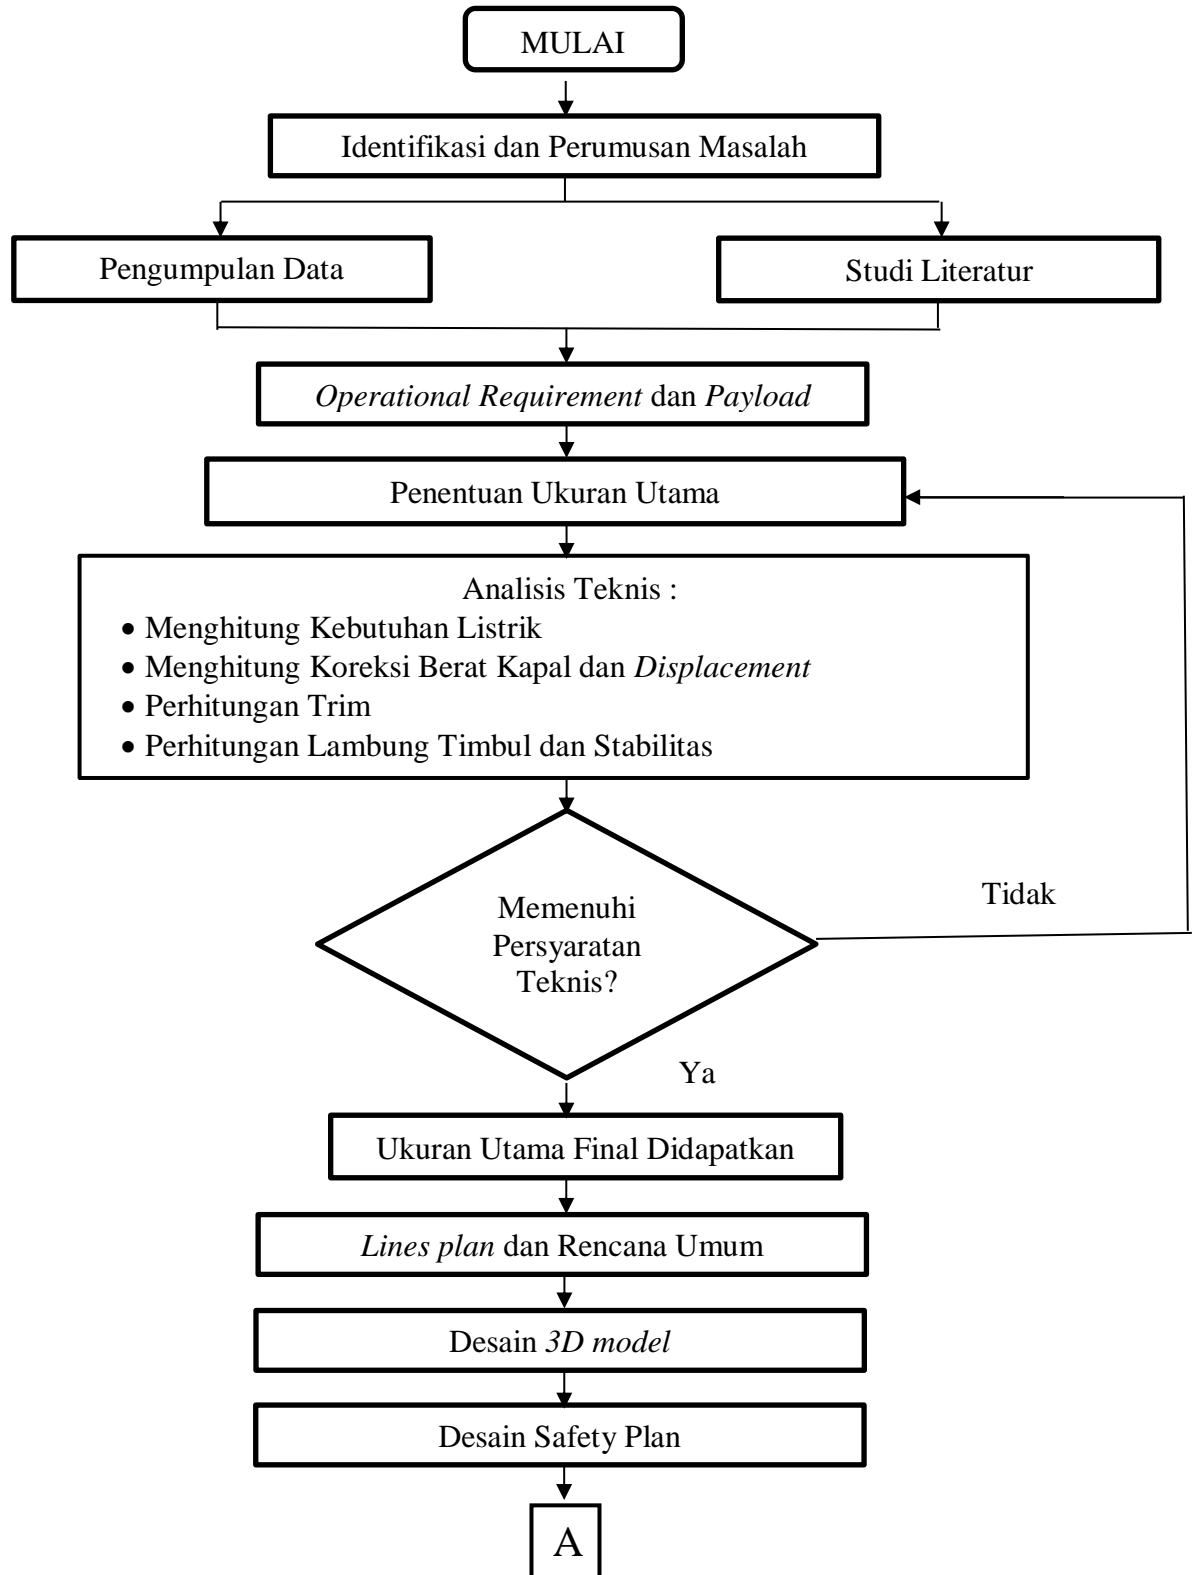 MULAI
Identifikasi dan Perumusan Masalah
Pengumpulan Data
Studi Literatur
Operational Requirement dan Payload
Penentuan Ukuran Utama
Analisis Teknis :
• Menghitung Kebutuhan Listrik
• Menghitung Koreksi Berat Kapal dan Displacement
• Perhitungan Trim
• Perhitungan Lambung Timbul dan Stabilitas
Memenuhi
Persyaratan
Teknis?
Tidak
Ya
Ukuran Utama Final Didapatkan
Lines plan dan Rencana Umum
Desain 3D model
Desain Safety Plan
A